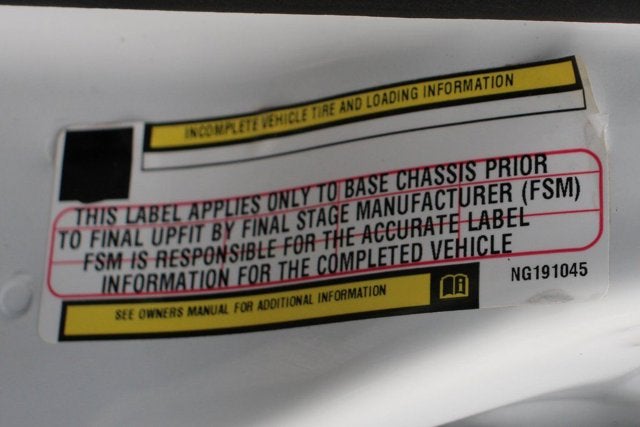 INCOMPLETE VEHICLE TIRE AND LOADING INFORMATION
THIS LABEL APPLIES ONLY TO BASE CHASSIS PRIOR
TO FINAL UPFIT BY FINAL STAGE MANUFACTURER (FSM)
FSM IS RESPONSIBLE FOR THE ACCURATE LABEL
INFORMATION FOR THE COMPLETED VEHICLE
SEE OWNERS MANUAL FOR ADDITIONAL INFORMATION
NG191045